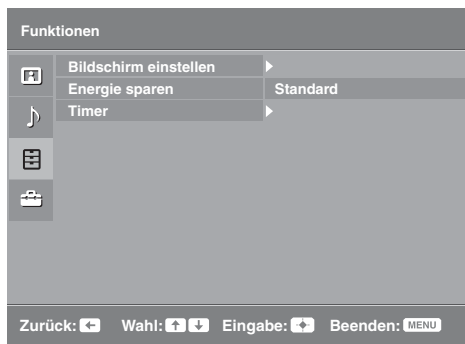 Funktionen
Bildschirm einstellen
Energie sparen Standard
Timer
Zurück: Wahl: Eingabe: Beenden: MENU